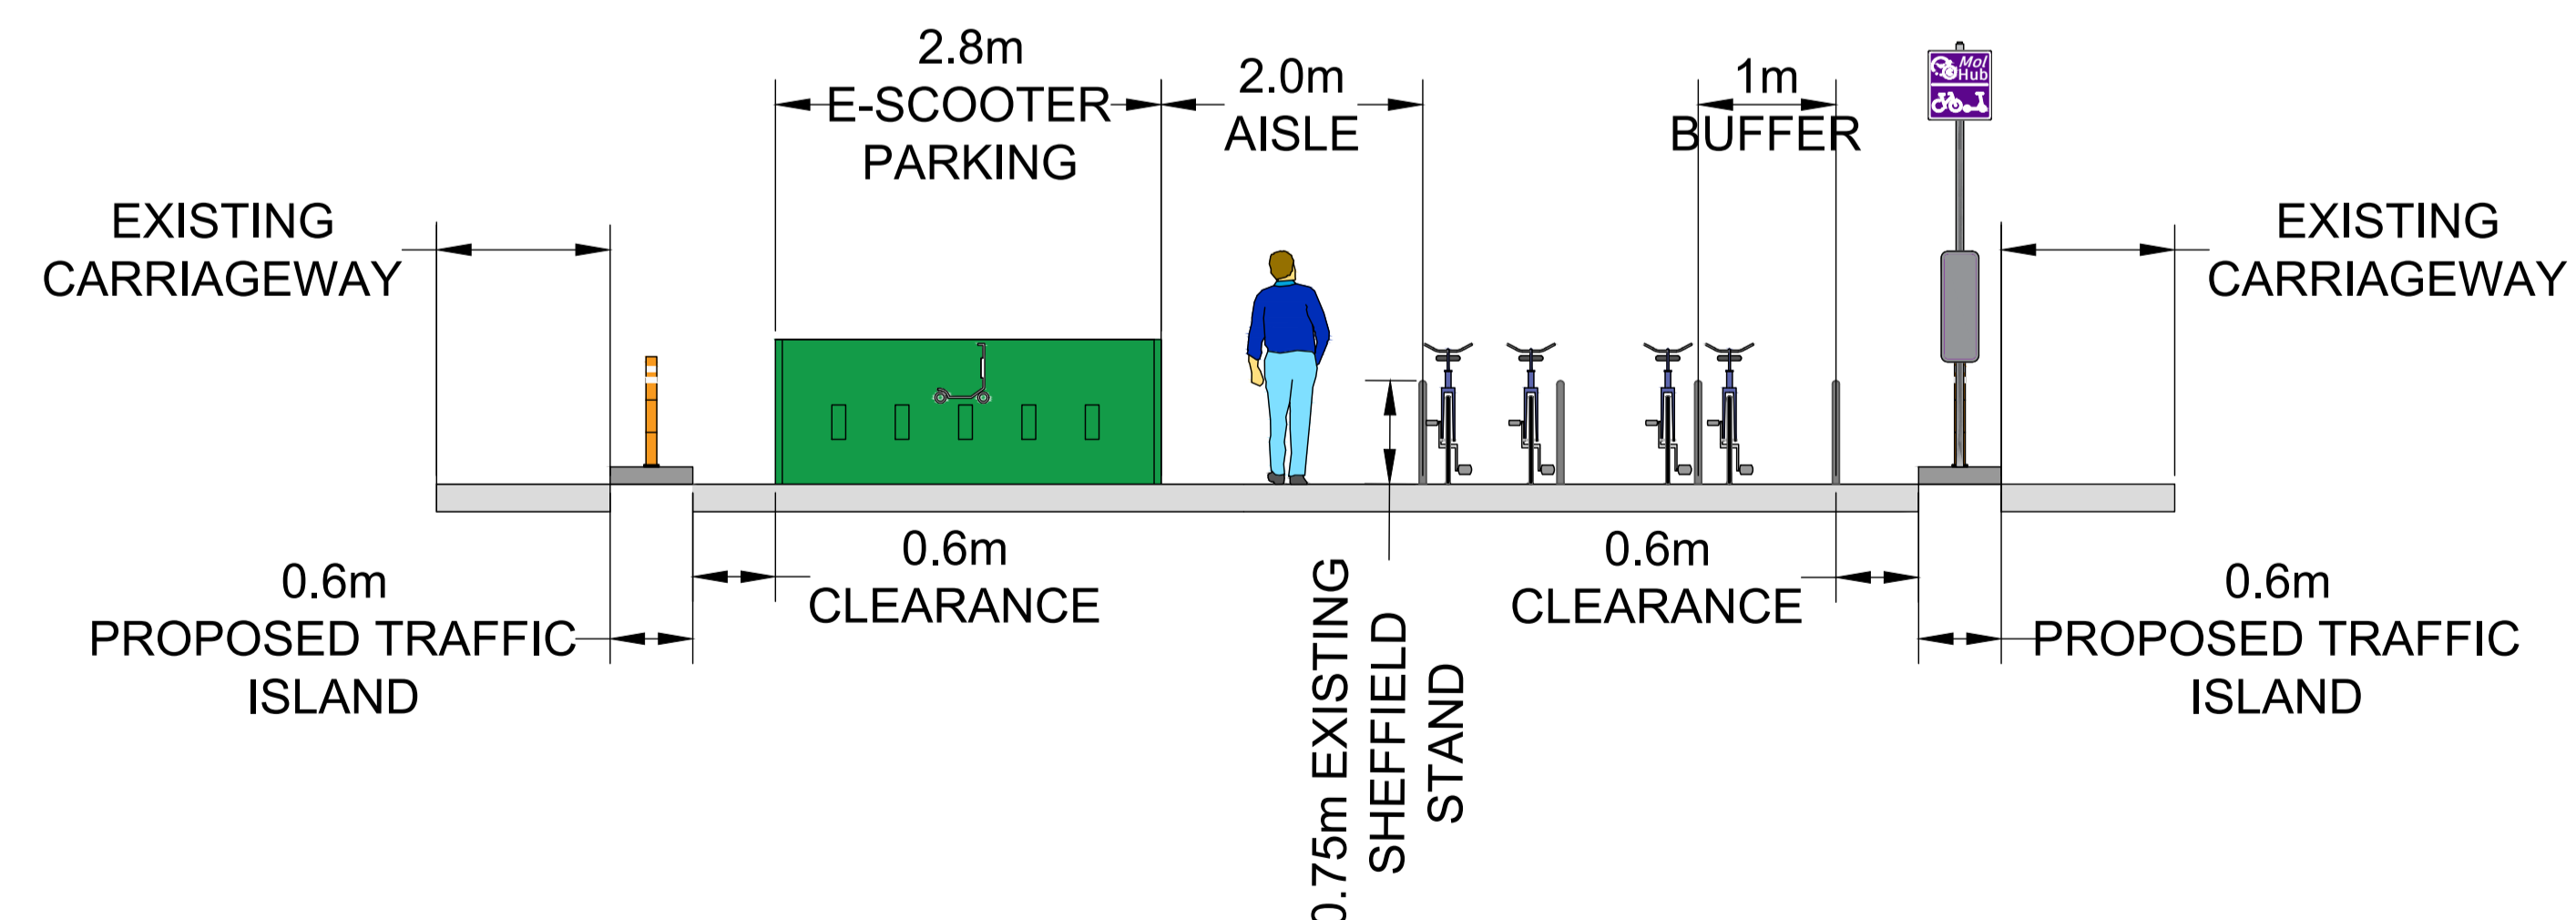 2.8m
E-SCOOTER
PARKING
2.0m
AISLE
1m
BUFFER
Mol
Hub
EXISTING
CARRIAGEWAY
EXISTING
CARRIAGEWAY
0.6m
PROPOSED TRAFFIC
ISLAND
0.6m
CLEARANCE
0.75m EXISTING
SHEFFIELD
STAND
0.6m
CLEARANCE
0.6m
PROPOSED TRAFFIC
ISLAND